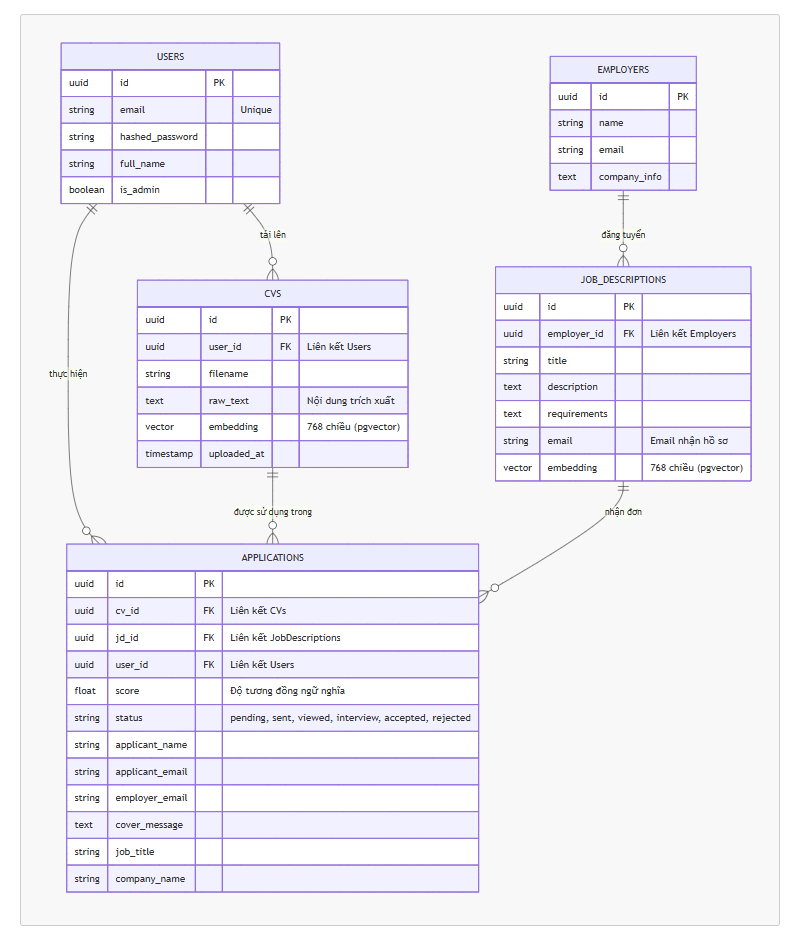 USERS
uuid id PK
string email Unique
string hashed_password
string full_name
boolean is_admin
EMPLOYERS
uuid id PK
string name
string email
text company_info
tải lên
đăng tuyển
CVS
uuid id PK
uuid user_id FK Liên kết Users
string filename
text raw_text Nội dung trích xuất
vector embedding 768 chiều (pgvector)
timestamp uploaded_at
JOB_DESCRIPTIONS
uuid id PK
uuid employer_id FK Liên kết Employers
string title
text description
text requirements
string email Email nhận hồ sơ
vector embedding 768 chiều (pgvector)
thực hiện
được sử dụng trong
nhận đơn
APPLICATIONS
uuid id PK
uuid cv_id FK Liên kết CVs
uuid jd_id FK Liên kết JobDescriptions
uuid user_id FK Liên kết Users
float score Độ tương đồng ngữ nghĩa
string status pending, sent, viewed, interview, accepted, rejected
string applicant_name
string applicant_email
string employer_email
text cover_message
string job_title
string company_name